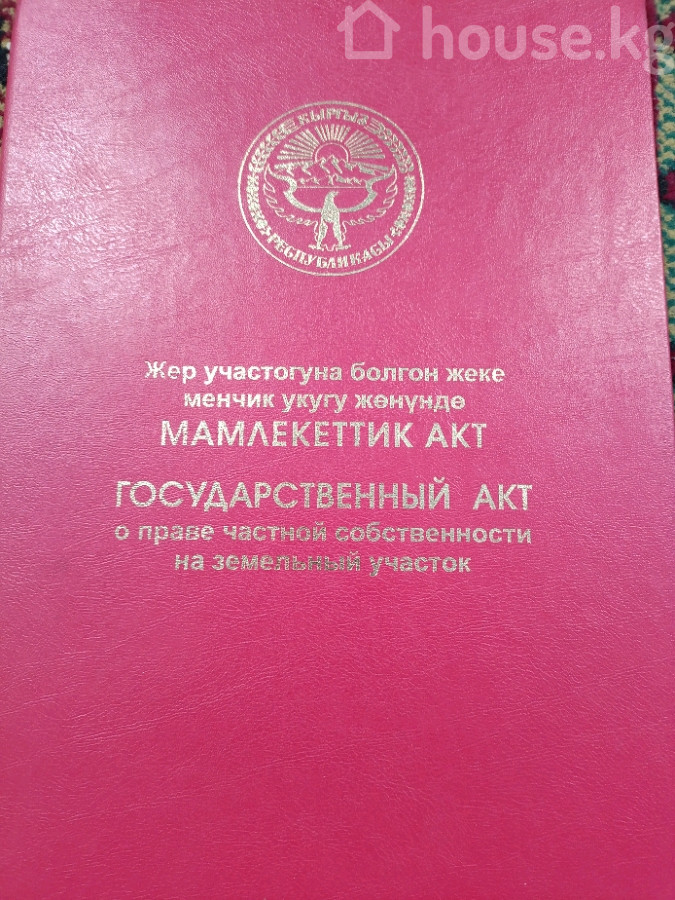 house.kg
КЫРГЫЗ
РЕСПУБЛИКАСЫ
Жер участогуна болгон жеке
менчик укугу жөнүндө
МАМЛЕКЕТТИК АКТ
ГОСУДАРСТВЕННЫЙ АКТ
о праве частной собственности
на земельный участок